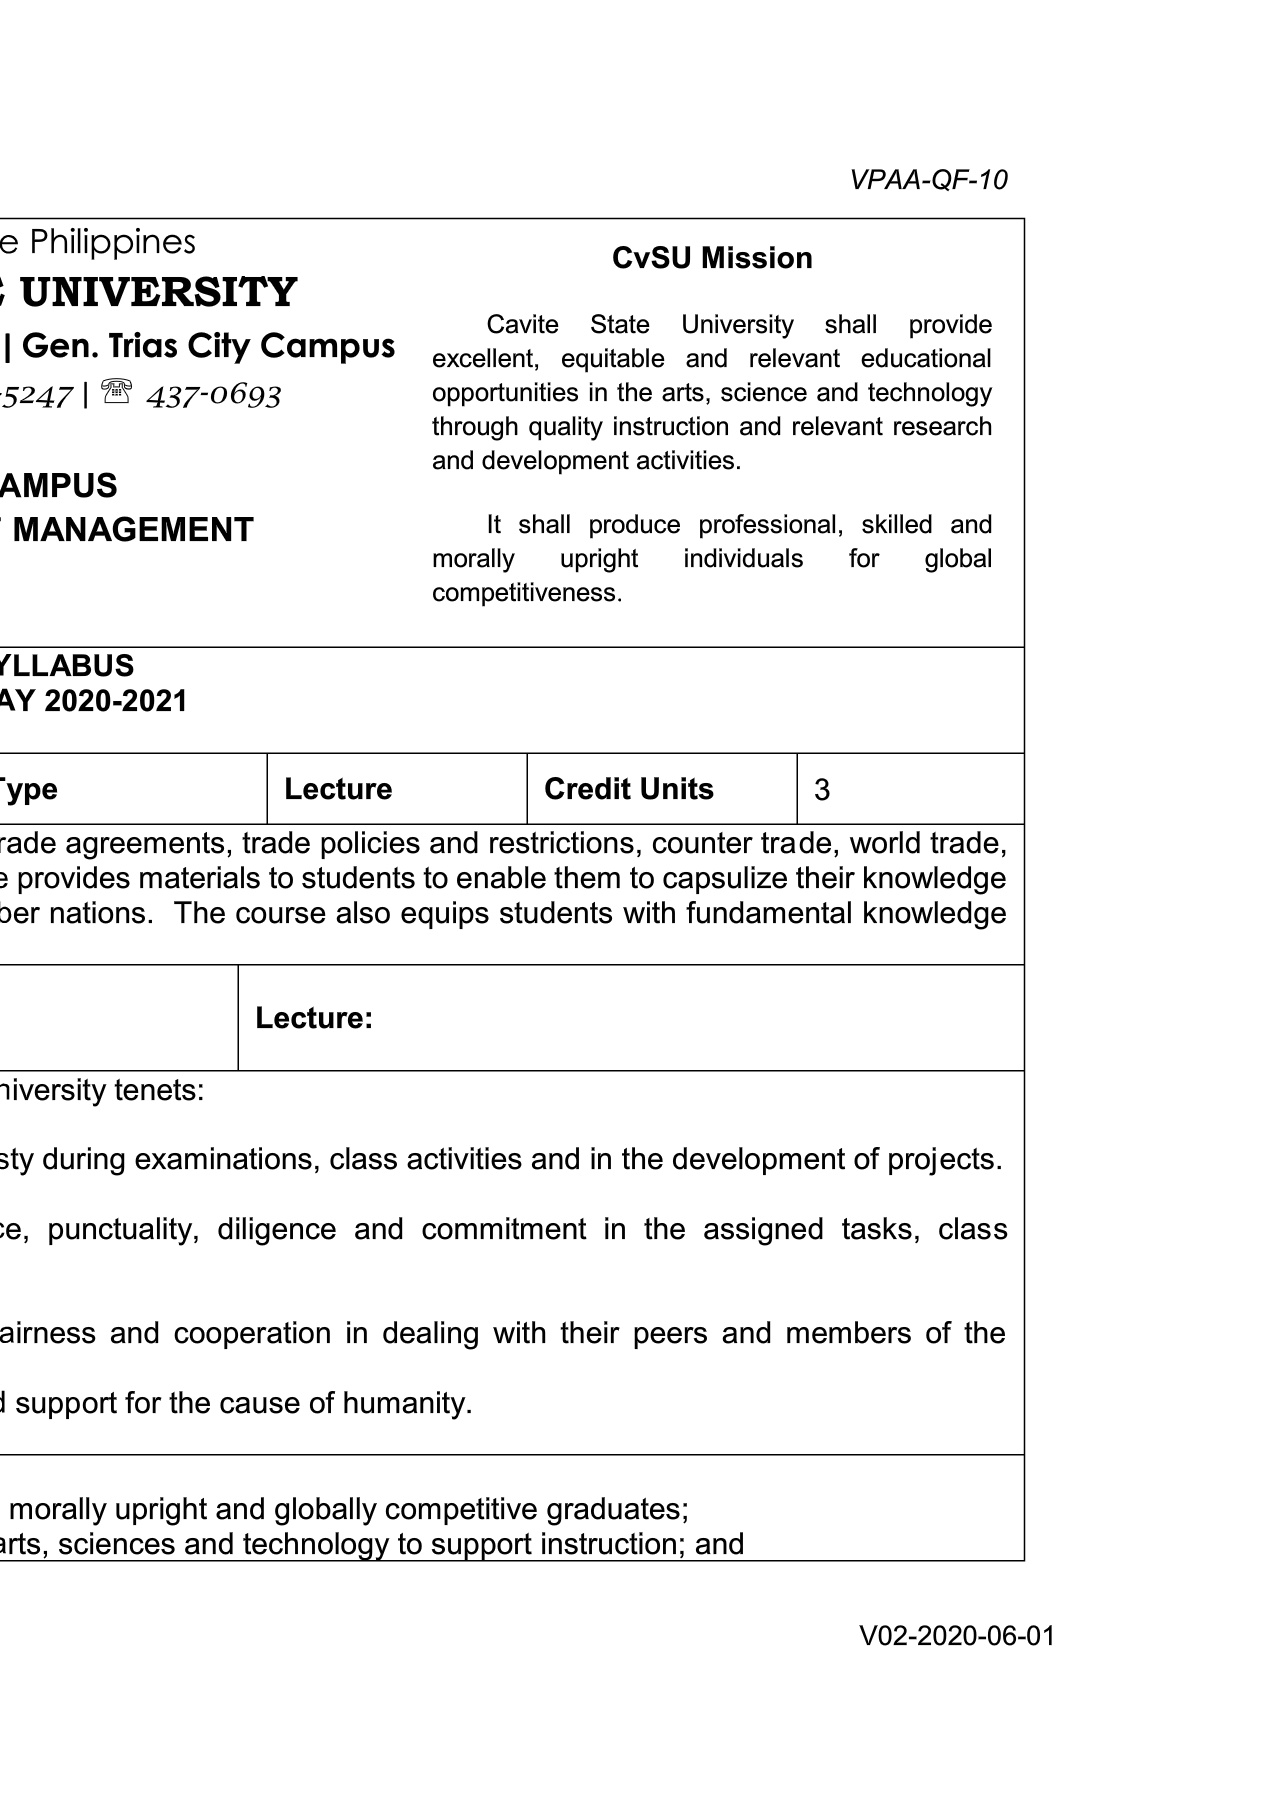 VPAA-QF-10
e Philippines
UNIVERSITY
| Gen. Trias City Campus
-5247 | ☏ 437-0693
AMPUS
MANAGEMENT
CvSU Mission
Cavite State University shall provide
excellent, equitable and relevant educational
opportunities in the arts, science and technology
through quality instruction and relevant research
and development activities.
It shall produce professional, skilled and
morally upright individuals for global
competitiveness.
YLLABUS
AY 2020-2021
Type
Lecture
Credit Units
3
rade agreements, trade policies and restrictions, counter trade, world trade,
e provides materials to students to enable them to capsulize their knowledge
ber nations. The course also equips students with fundamental knowledge
Lecture:
niversity tenets:
sty during examinations, class activities and in the development of projects.
ce, punctuality, diligence and commitment in the assigned tasks, class
airness and cooperation in dealing with their peers and members of the
d support for the cause of humanity.
morally upright and globally competitive graduates;
arts, sciences and technology to support instruction; and
V02-2020-06-01